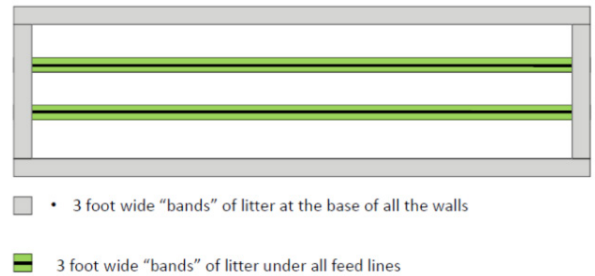 • 3 foot wide “bands” of litter at the base of all the walls
3 foot wide “bands” of litter under all feed lines